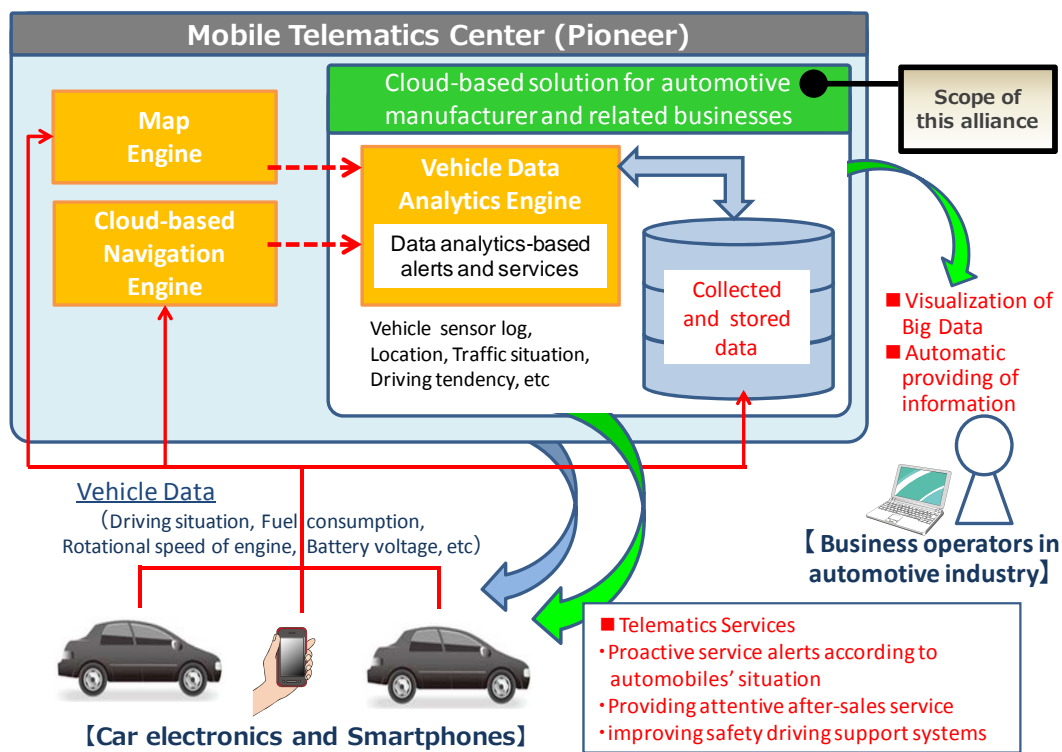 Mobile Telematics Center (Pioneer)
Cloud-based solution for automotive
manufacturer and related businesses
Scope of
this alliance
Map
Engine
Vehicle Data
Analytics Engine
Data analytics-based
alerts and services
Cloud-based
Navigation
Engine
Collected
and stored
data
Vehicle sensor log,
Location, Traffic situation,
Driving tendency, etc
■ Visualization of
Big Data
■ Automatic
providing of
information
Vehicle Data
（Driving situation, Fuel consumption,
Rotational speed of engine, Battery voltage, etc）
【 Business operators in
automotive industry】
■ Telematics Services
・Proactive service alerts according to
automobiles’ situation
・Providing attentive after-sales service
・improving safety driving support systems
【Car electronics and Smartphones】